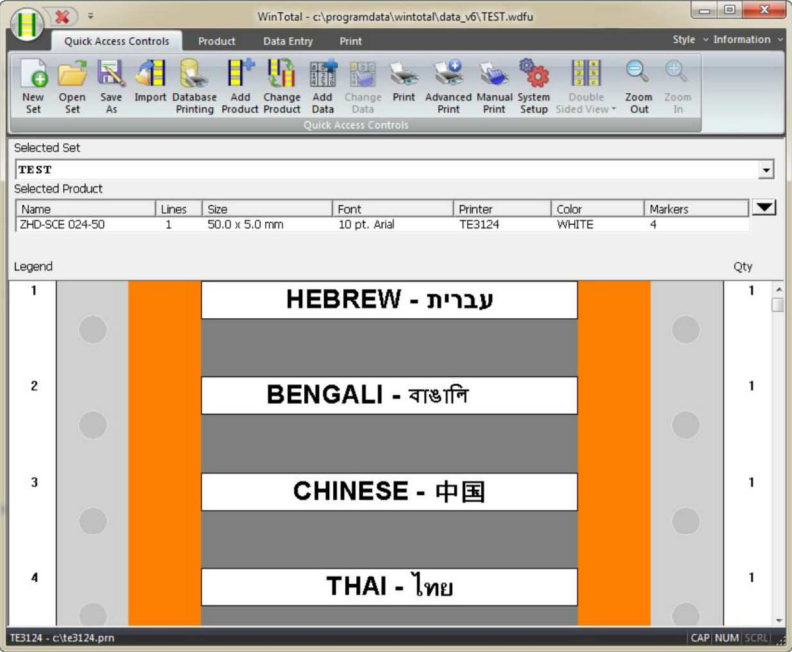 WinTotal - c:\programdata\wintotal\data_v6\TEST.wdfu
Quick Access Controls Product Data Entry Print Style Information
New Set Open Set Save As Import Database Printing Add Product Change Product Add Data Change Data Print Advanced Print Manual Print System Setup Double Sided View Zoom Out Zoom In
Quick Access Controls
Selected Set
TEST
Selected Product
Name Lines Size Font Printer Color Markers
ZHD-SCE 024-50 1 50.0 x 5.0 mm 10 pt. Arial TE3124 WHITE 4
Legend Qty
1 HEBREW - עברית 1
2 BENGALI - বাঙালি 1
3 CHINESE - 中国 1
4 THAI - ไทย 1
TE3124 - c:\te3124.prn CAP NUM SCRL